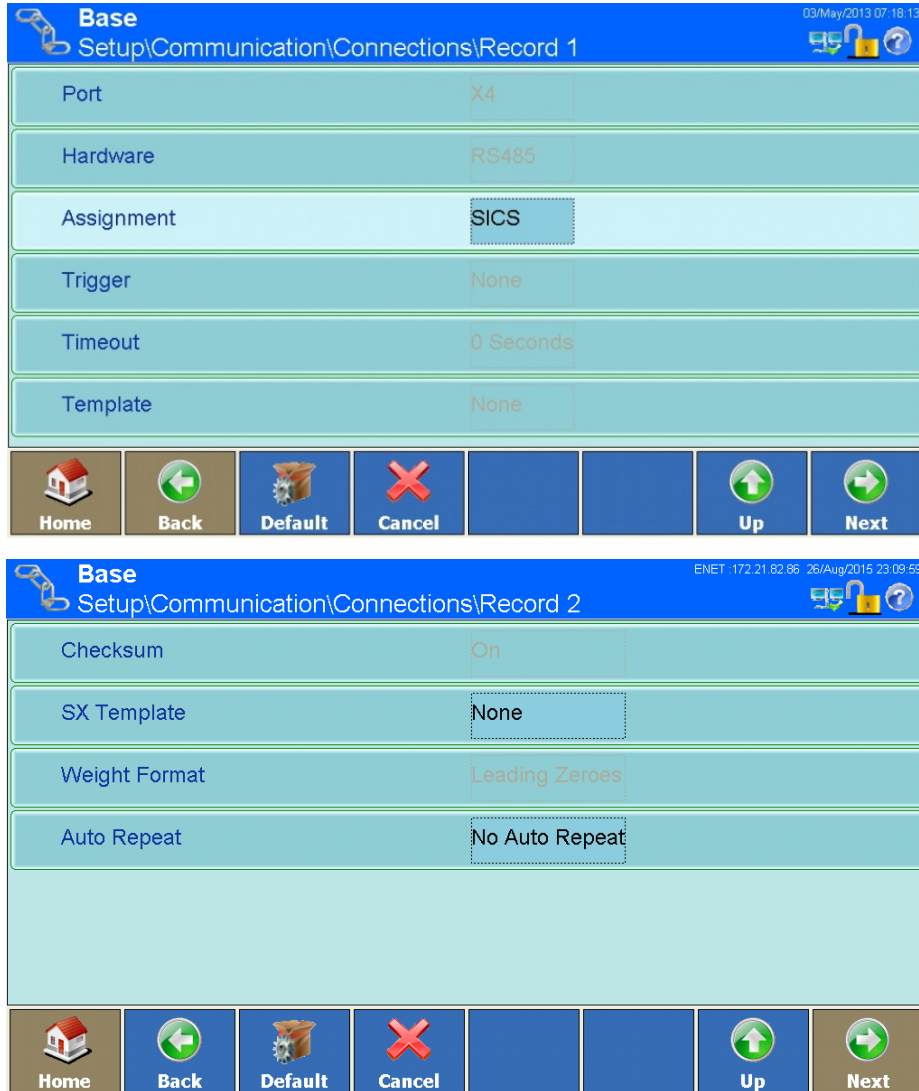 Base
03/May/2013 07:18:13
Setup\Communication\Connections\Record 1
Port X4
Hardware RS485
Assignment SICS
Trigger None
Timeout 0 Seconds
Template None
Home Back Default Cancel Up Next
Base
ENET :172.21.82.86 26/Aug/2015 23:09:59
Setup\Communication\Connections\Record 2
Checksum On
SX Template None
Weight Format Leading Zeroes
Auto Repeat No Auto Repeat
Home Back Default Cancel Up Next